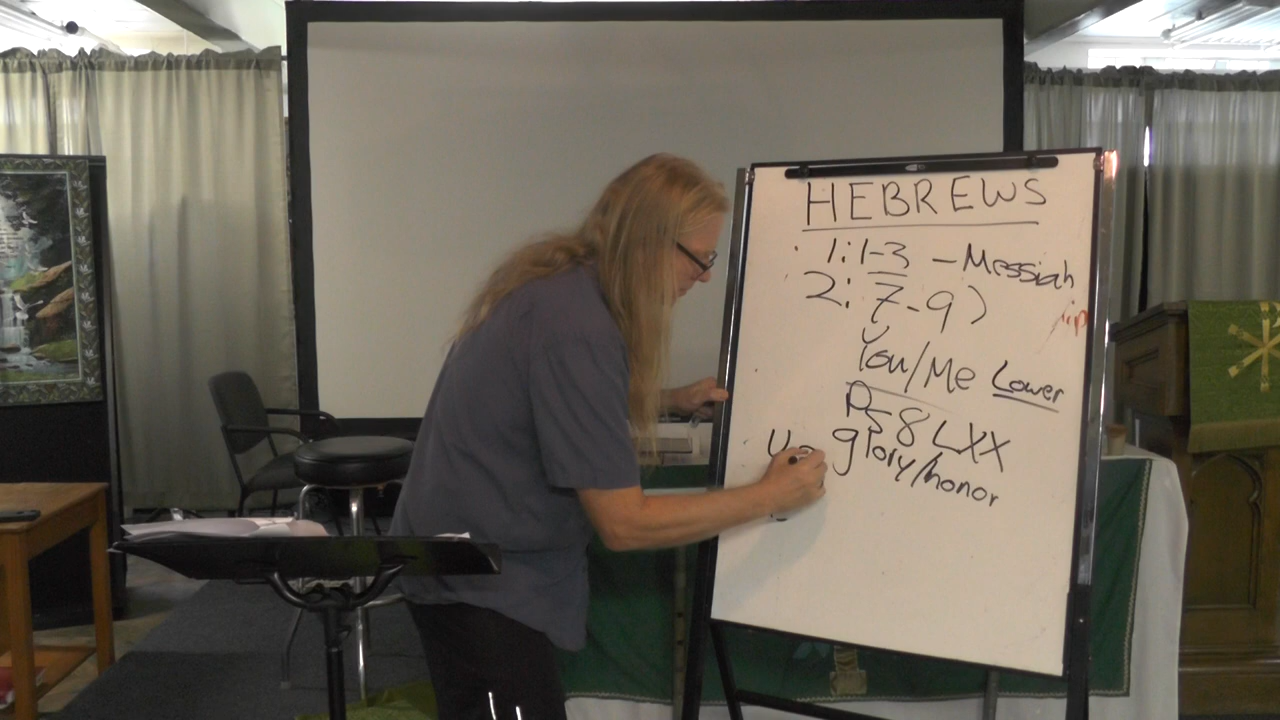 HEBREWS
1:1-3 - Messiah
2:7-9)
You/Me Lower
Ps 8 LXX
glory/honor